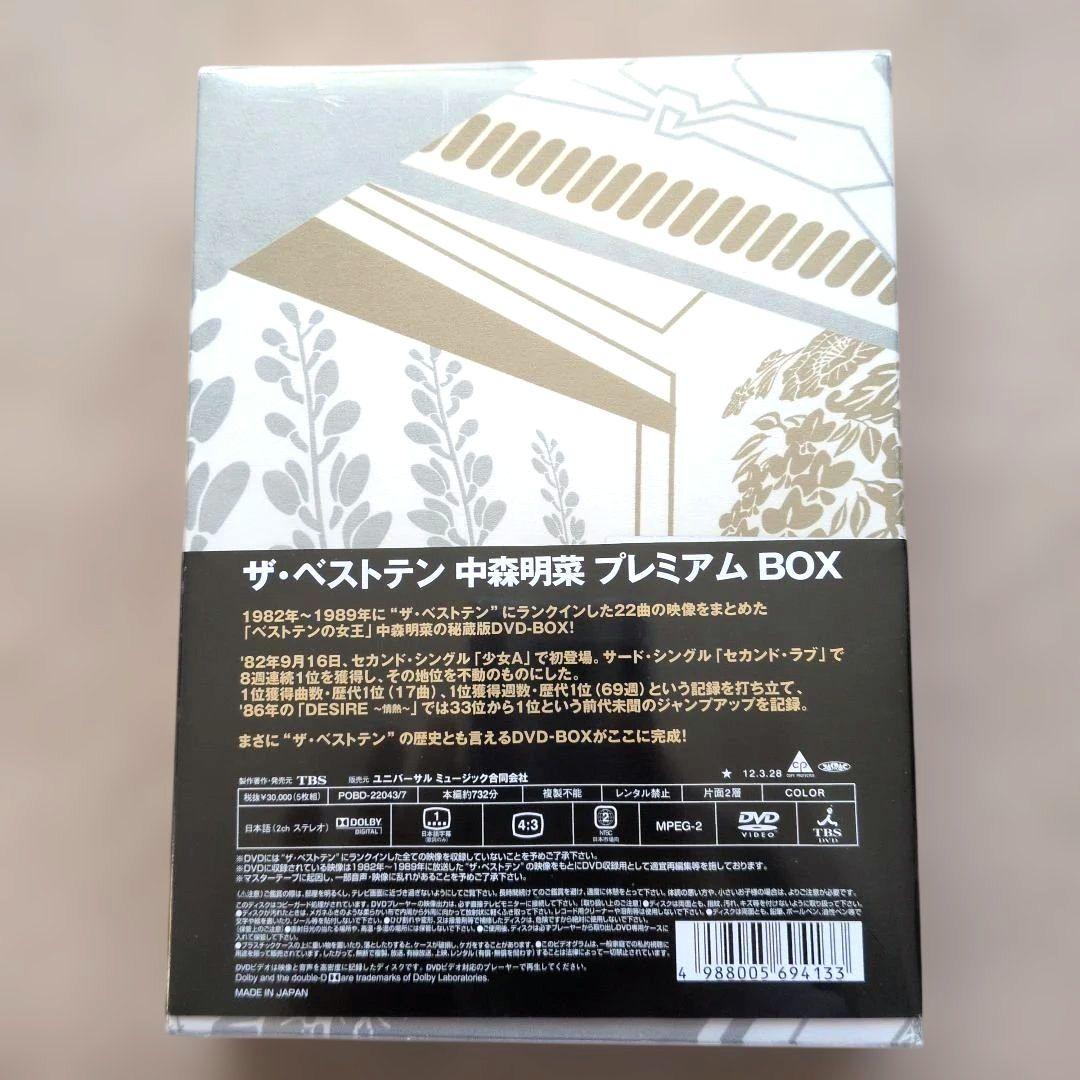 ザ・ベストテン 中森明菜 プレミアム BOX
1982年～1989年に“ザ・ベストテン”にランクインした22曲の映像をまとめた
「ベストテンの女王」中森明菜の秘蔵版DVD-BOX!
'82年9月16日、セカンド・シングル「少女A」で初登場。サード・シングル「セカンド・ラブ」で
8週連続1位を獲得し、その地位を不動のものにした。
1位獲得曲数・歴代1位(17曲)、1位獲得週数・歴代1位(69週)という記録を打ち立て、
'86年の「DESIRE ～情熱～」では33位から1位という前代未聞のジャンプアップを記録。
まさに“ザ・ベストテン”の歴史とも言えるDVD-BOXがここに完成!
製作著作・発売元 TBS 販売元 ユニバーサル ミュージック合同会社 ★ 12.3.28
税抜¥30,000(5枚組) POBD-22043/7 本編約732分 複製不能 レンタル禁止 片面2層 COLOR
日本語(2ch ステレオ) DOLBY DIGITAL 1 日本語字幕 4:3 2 NTSC 日本市場向 MPEG-2 DVD VIDEO TBS DVD
※DVDには“ザ・ベストテン”にランクインした全ての映像を収録していないことを予めご了承下さい。
※DVDに収録されている映像は1982年～1989年に放送した“ザ・ベストテン”の映像をもとにDVD収録用として適宜再編集等を施しております。
※マスターテープに起因し、一部音声・映像に乱れがあることを予めご了承下さい。
DVDビデオは映像と音声を高密度に記録したディスクです。DVDビデオ対応のプレーヤーで再生してください。
Dolby and the double-D are trademarks of Dolby Laboratories.
MADE IN JAPAN
4 988005 694133